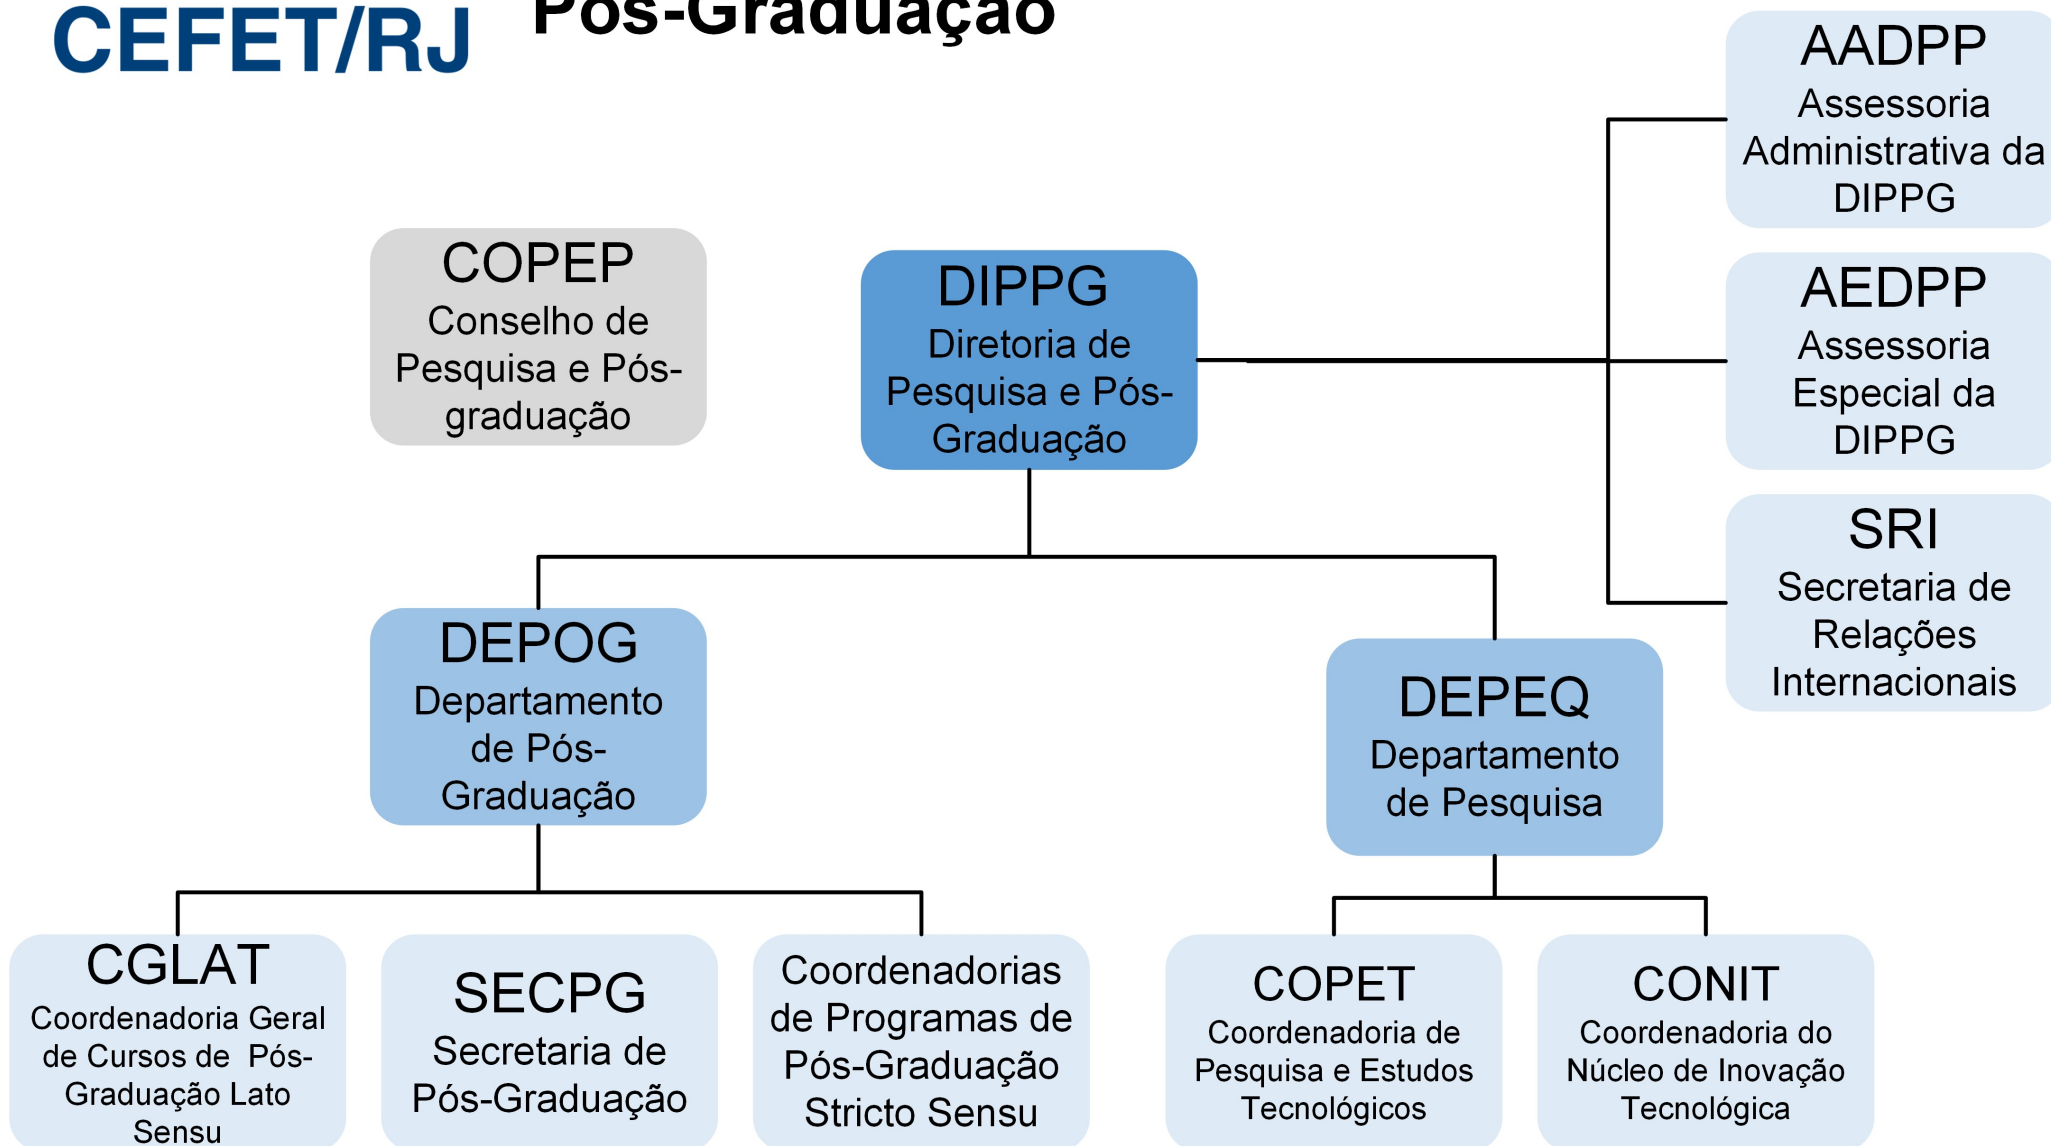 CEFET/RJ
Pós-Graduação
AADPP
Assessoria
Administrativa da
DIPPG
COPEP
Conselho de
Pesquisa e Pós-
graduação
DIPPG
Diretoria de
Pesquisa e Pós-
Graduação
AEDPP
Assessoria
Especial da
DIPPG
SRI
Secretaria de
Relações
Internacionais
DEPOG
Departamento
de Pós-
Graduação
DEPEQ
Departamento
de Pesquisa
CGLAT
Coordenadoria Geral
de Cursos de Pós-
Graduação Lato
Sensu
SECPG
Secretaria de
Pós-Graduação
Coordenadorias
de Programas de
Pós-Graduação
Stricto Sensu
COPET
Coordenadoria de
Pesquisa e Estudos
Tecnológicos
CONIT
Coordenadoria do
Núcleo de Inovação
Tecnológica